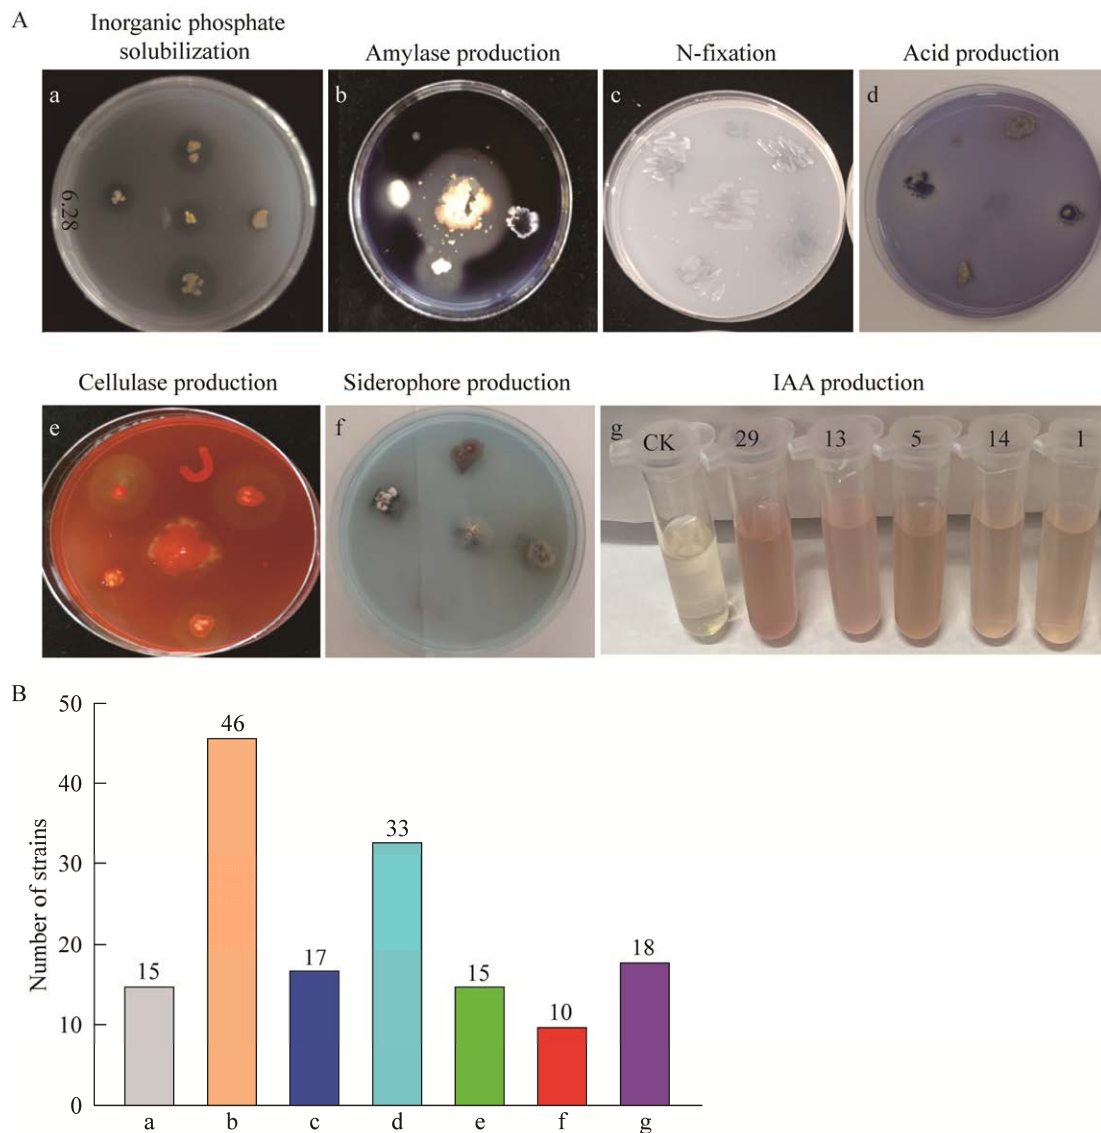 A
Inorganic phosphate
solubilization
Amylase production
N-fixation
Acid production
a
b
c
d
6.28
Cellulase production
Siderophore production
IAA production
e
f
g
CK
29
13
5
14
1
B
50
40
30
20
10
0
Number of strains
15
46
17
33
15
10
18
a
b
c
d
e
f
g